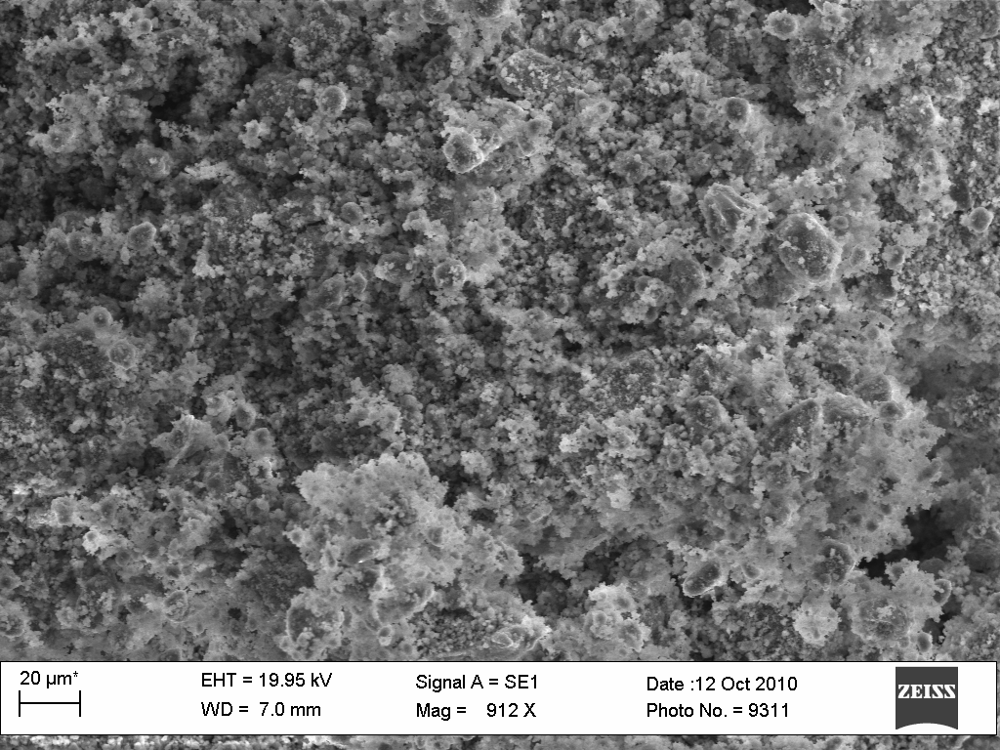 20 µm*
EHT = 19.95 kV
Signal A = SE1
Date :12 Oct 2010
ZEISS
WD = 7.0 mm
Mag = 912 X
Photo No. = 9311